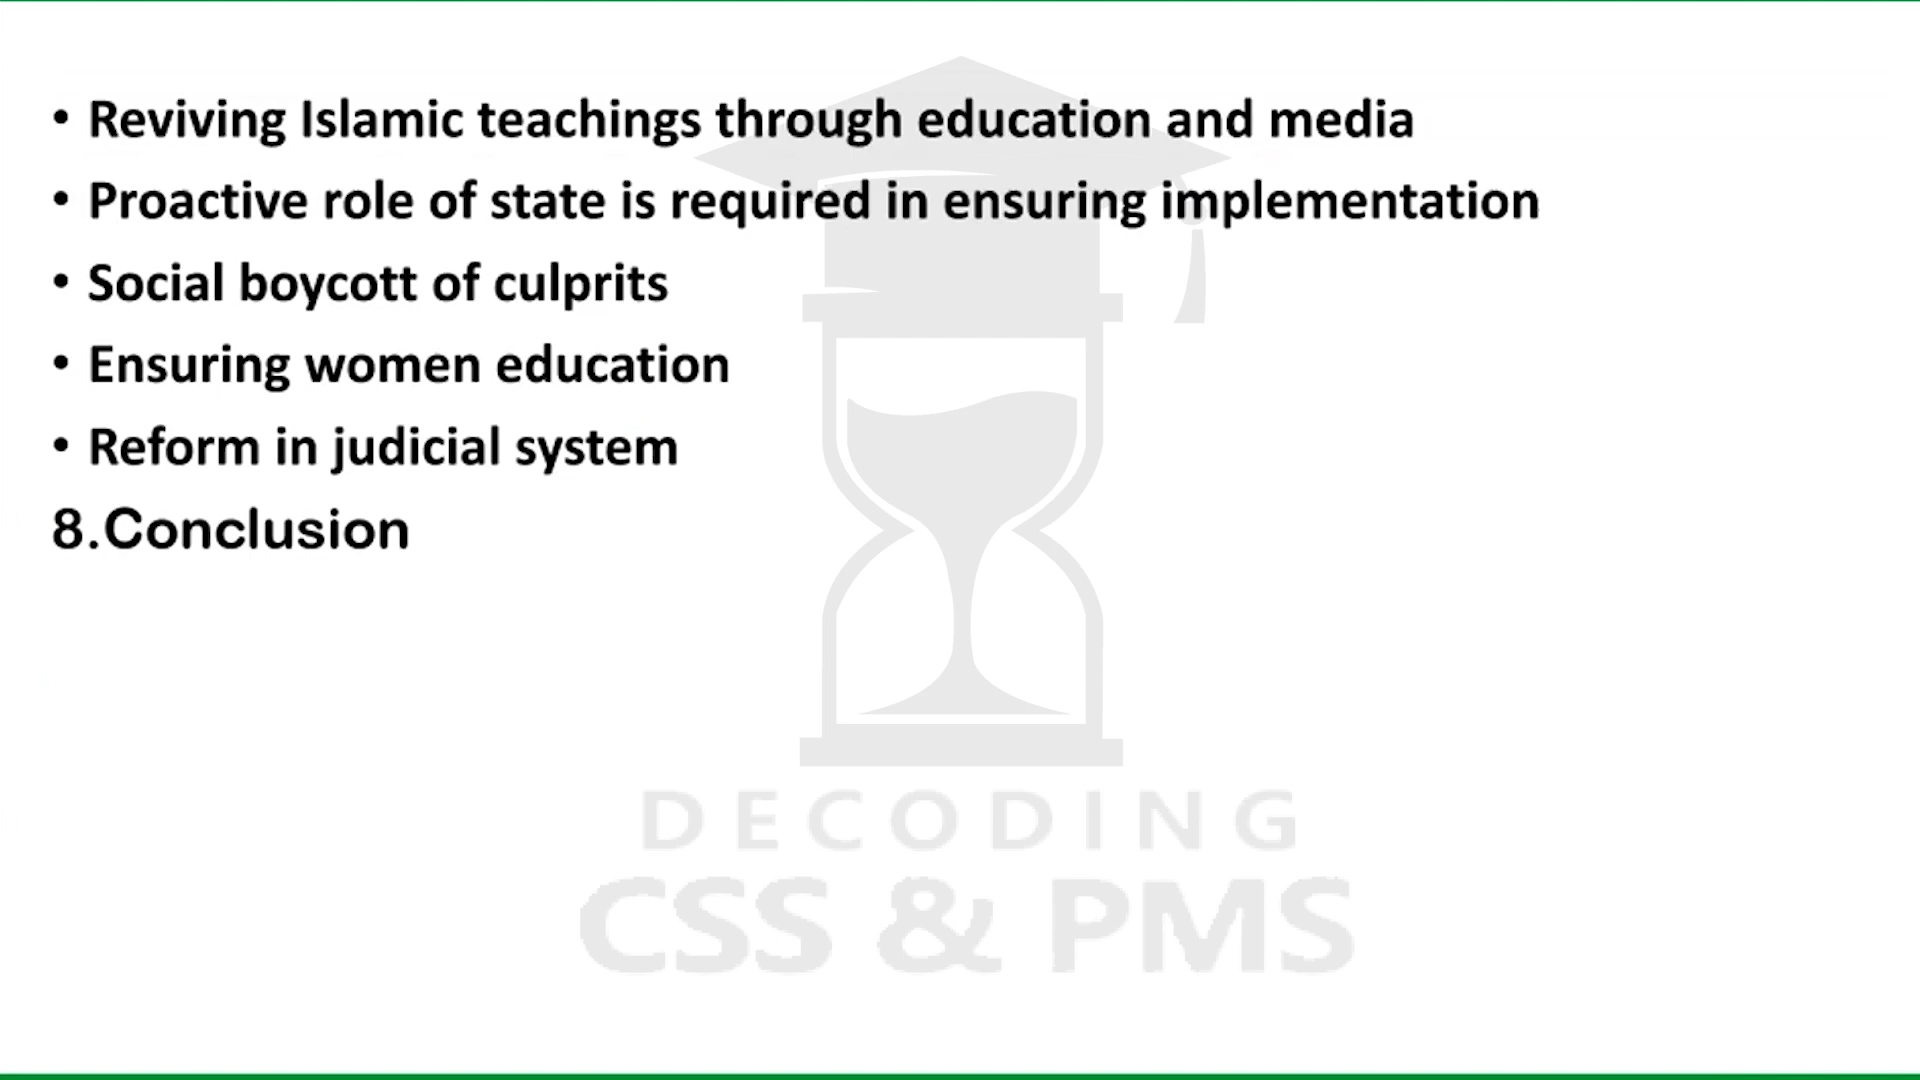 • Reviving Islamic teachings through education and media
• Proactive role of state is required in ensuring implementation
• Social boycott of culprits
• Ensuring women education
• Reform in judicial system
8.Conclusion
DECODING
CSS & PMS